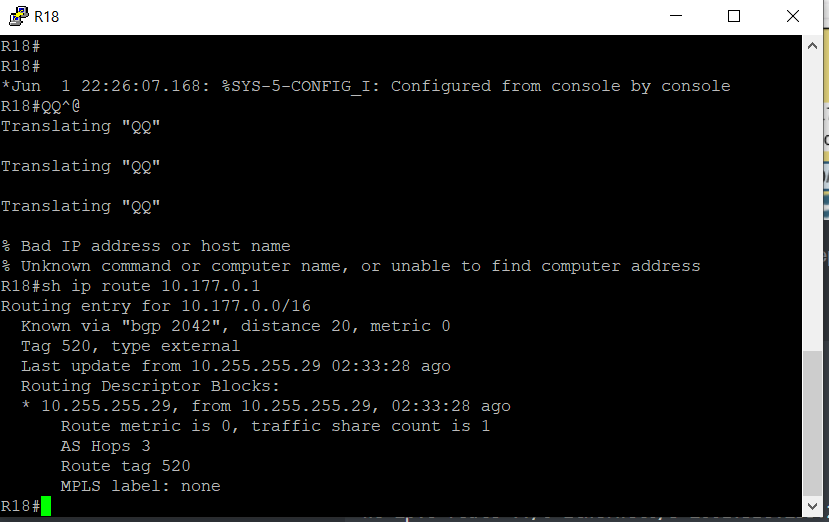 R18
R18#
R18#
*Jun  1 22:26:07.168: %SYS-5-CONFIG_I: Configured from console by console
R18#QQ^@
Translating "QQ"
Translating "QQ"
Translating "QQ"
% Bad IP address or host name
% Unknown command or computer name, or unable to find computer address
R18#sh ip route 10.177.0.1
Routing entry for 10.177.0.0/16
  Known via "bgp 2042", distance 20, metric 0
  Tag 520, type external
  Last update from 10.255.255.29 02:33:28 ago
  Routing Descriptor Blocks:
  * 10.255.255.29, from 10.255.255.29, 02:33:28 ago
      Route metric is 0, traffic share count is 1
      AS Hops 3
      Route tag 520
      MPLS label: none
R18#